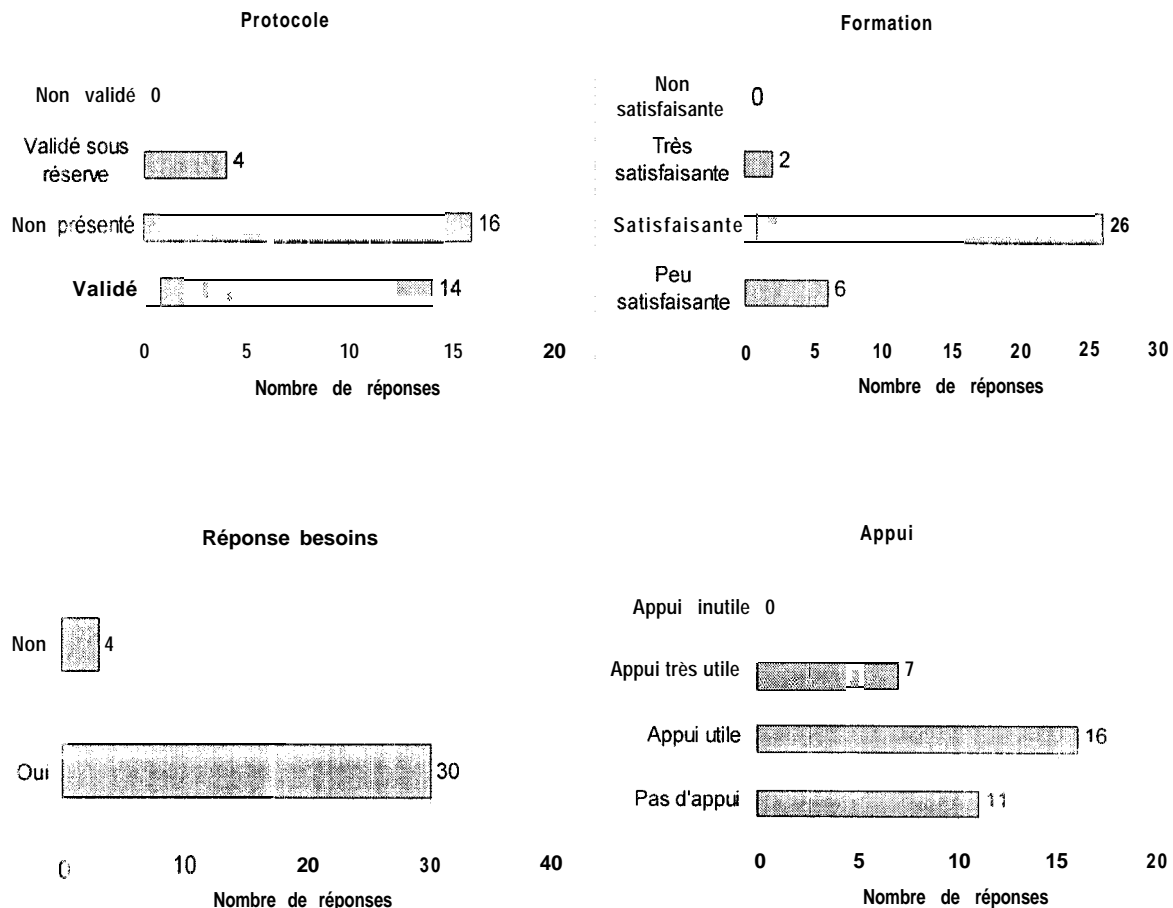 Protocole
Non validé 0
Validé sous
réserve
4
Non présenté
16
Validé
14
0 5 10 15 20
Nombre de réponses
Formation
Non
satisfaisante
0
Très
satisfaisante
2
Satisfaisante
26
Peu
satisfaisante
6
0 5 10 15 20 25 30
Nombre de réponses
Réponse besoins
Non
4
Oui
30
0 10 20 30 40
Nombre de réponses
Appui
Appui inutile 0
Appui très utile
7
Appui utile
16
Pas d'appui
11
0 5 10 15 20
Nombre de réponses